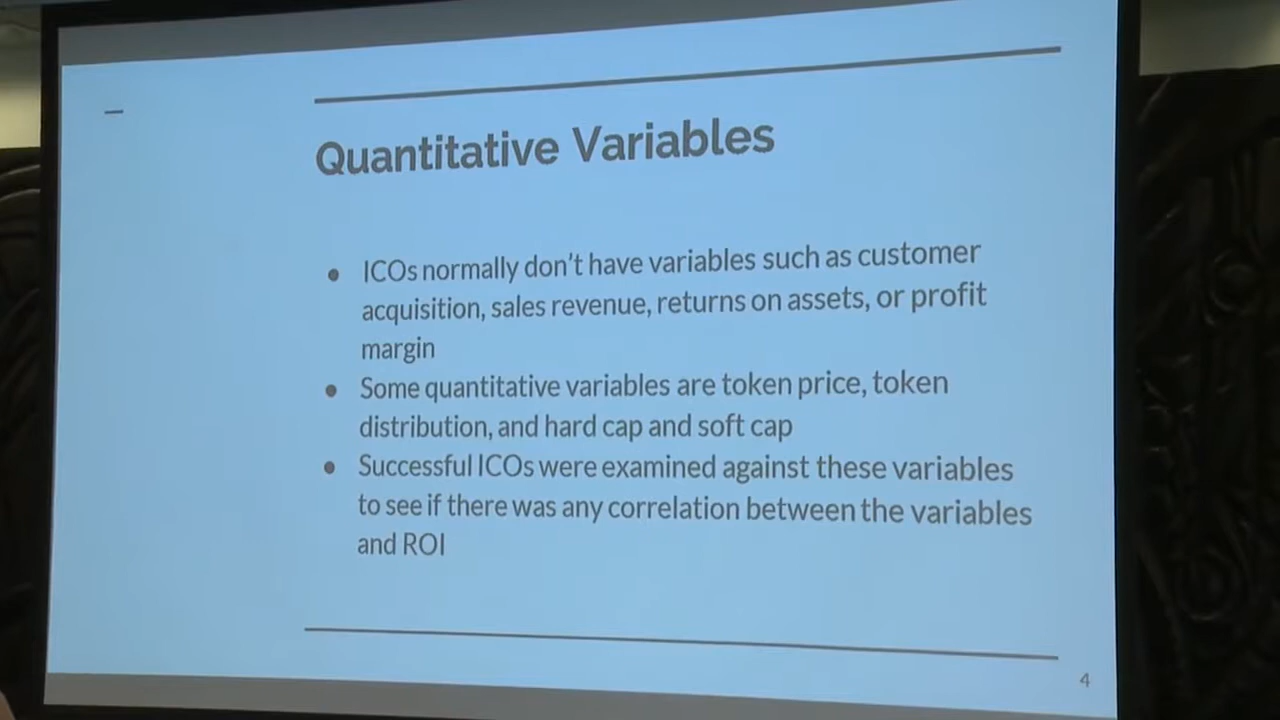 Quantitative Variables
● ICOs normally don't have variables such as customer
acquisition, sales revenue, returns on assets, or profit
margin
● Some quantitative variables are token price, token
distribution, and hard cap and soft cap
● Successful ICOs were examined against these variables
to see if there was any correlation between the variables
and ROI
4